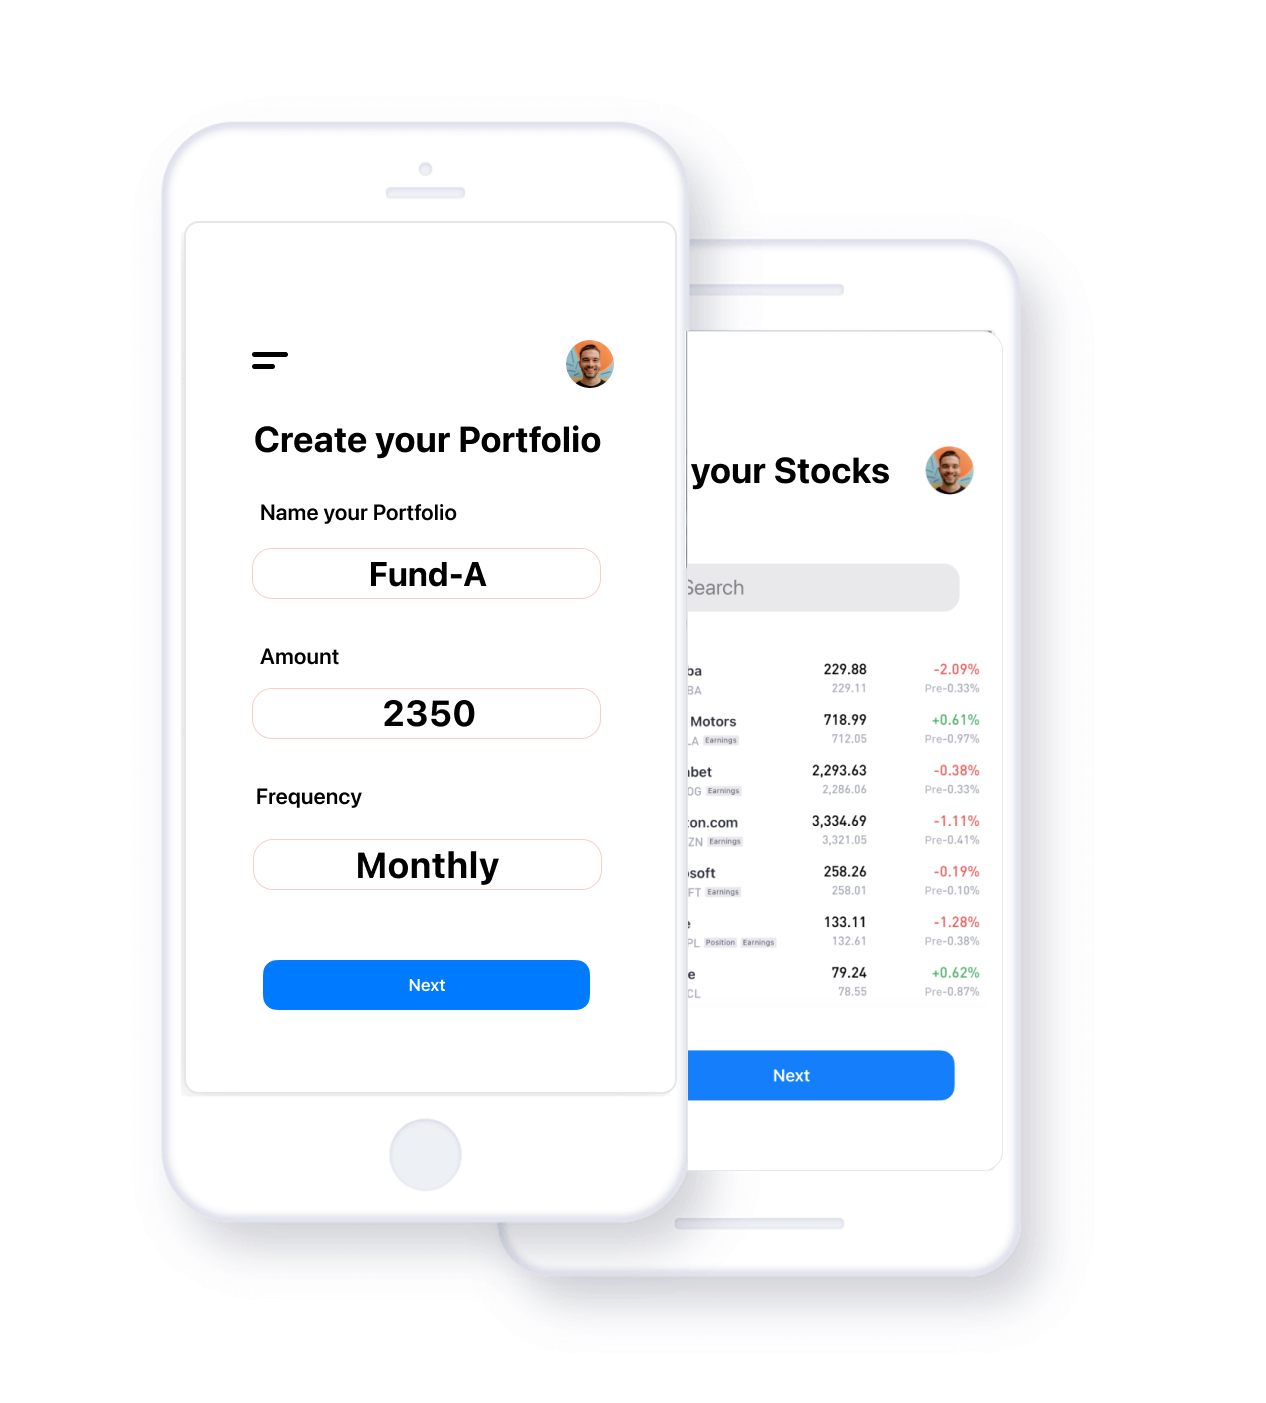 Create your Portfolio
Name your Portfolio
Fund-A
Amount
2350
Frequency
Monthly
Next
your Stocks
Search
ba 229.88 -2.09%
BA 229.11 Pre-0.33%
Motors 718.99 +0.61%
LA Earnings 712.05 Pre-0.97%
abet 2,293.63 -0.38%
OG Earnings 2,286.06 Pre-0.33%
zon.com 3,334.69 -1.11%
ZN Earnings 3,321.05 Pre-0.41%
osoft 258.26 -0.19%
FT Earnings 258.01 Pre-0.10%
e 133.11 -1.28%
PL Position Earnings 132.61 Pre-0.38%
e 79.24 +0.62%
CL 78.55 Pre-0.87%
Next